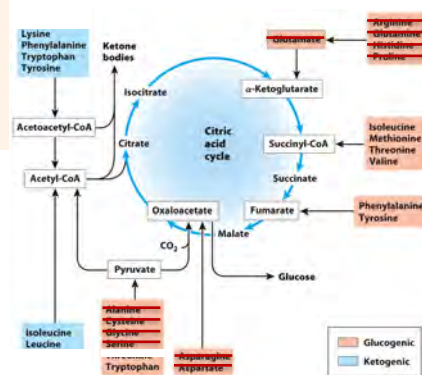 Lysine
Phenylalanine
Tryptophan
Tyrosine
Ketone
bodies
Glutamate
Arginine
Glutamine
Histidine
Proline
Isocitrate
α-Ketoglutarate
Acetoacetyl-CoA
Citrate
Citric
acid
cycle
Succinyl-CoA
Isoleucine
Methionine
Threonine
Valine
Acetyl-CoA
Succinate
Oxaloacetate
Fumarate
Phenylalanine
Tyrosine
Malate
CO2
Pyruvate
Glucose
Isoleucine
Leucine
Alanine
Cysteine
Glycine
Serine
Threonine
Tryptophan
Asparagine
Aspartate
Glucogenic
Ketogenic